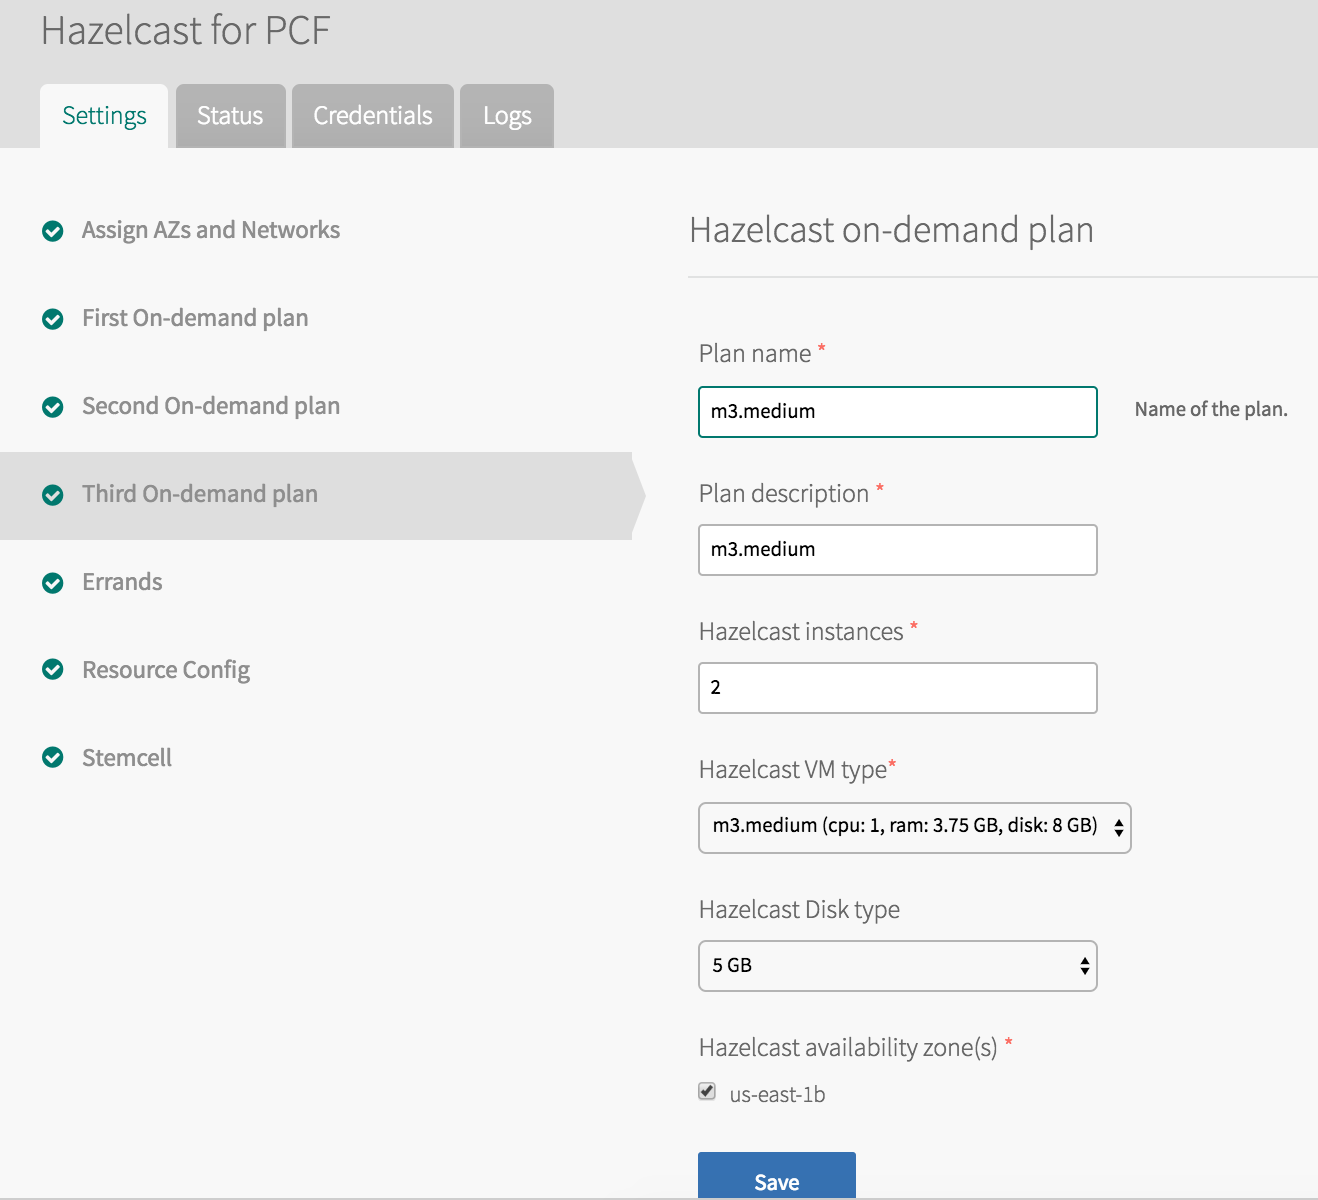 Hazelcast for PCF
Settings
Status
Credentials
Logs
Assign AZs and Networks
First On-demand plan
Second On-demand plan
Third On-demand plan
Errands
Resource Config
Stemcell
Hazelcast on-demand plan
Plan name *
m3.medium
Name of the plan.
Plan description *
m3.medium
Hazelcast instances *
2
Hazelcast VM type*
m3.medium (cpu: 1, ram: 3.75 GB, disk: 8 GB)
Hazelcast Disk type
5 GB
Hazelcast availability zone(s) *
us-east-1b
Save